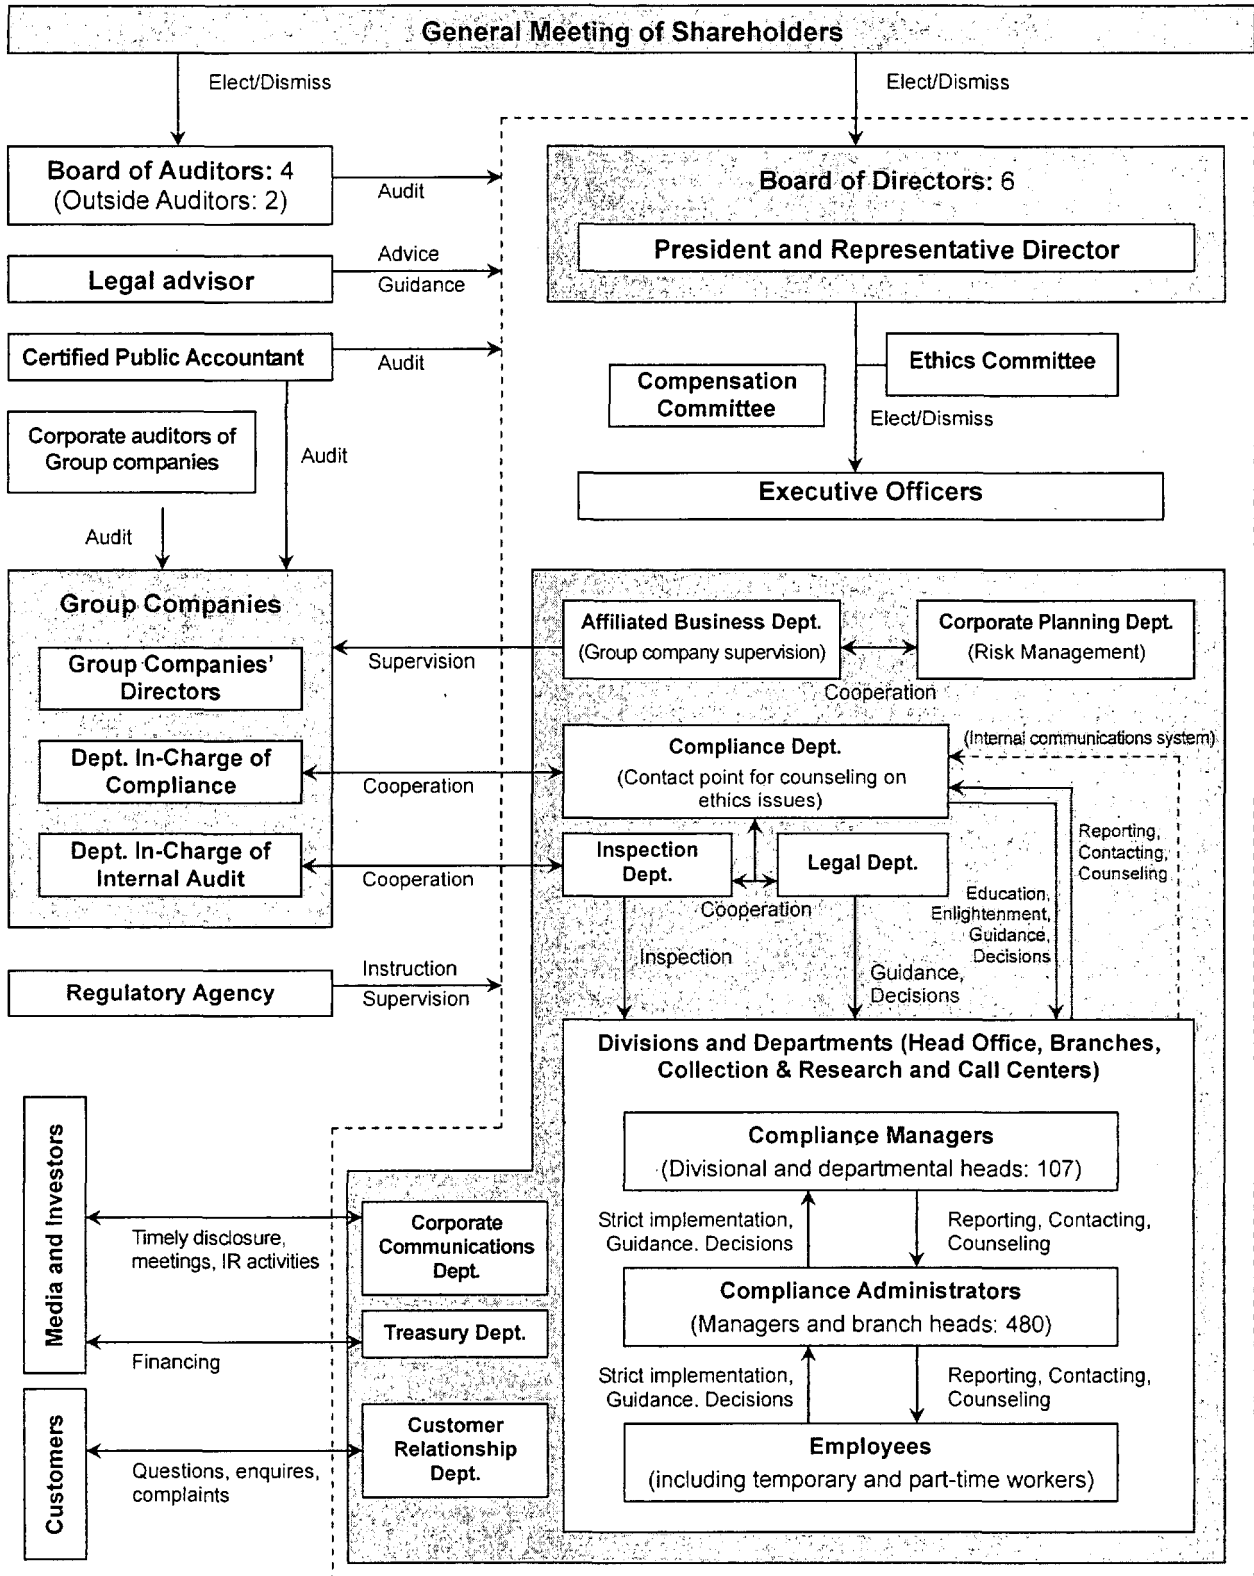 General Meeting of Shareholders
Elect/Dismiss
Elect/Dismiss
Board of Auditors: 4
(Outside Auditors: 2)
Audit
Board of Directors: 6
President and Representative Director
Legal advisor
Advice
Guidance
Certified Public Accountant
Audit
Ethics Committee
Compensation
Committee
Elect/Dismiss
Corporate auditors of
Group companies
Audit
Executive Officers
Audit
Group Companies
Group Companies'
Directors
Supervision
Affiliated Business Dept.
(Group company supervision)
Corporate Planning Dept.
(Risk Management)
Cooperation
Dept. In-Charge of
Compliance
Cooperation
Compliance Dept.
(Contact point for counseling on
ethics issues)
(Internal communications system)
Dept. In-Charge of
Internal Audit
Cooperation
Inspection
Dept.
Legal Dept.
Cooperation
Reporting,
Contacting,
Counseling
Education,
Enlightenment,
Guidance,
Decisions
Inspection
Guidance,
Decisions
Regulatory Agency
Instruction
Supervision
Divisions and Departments (Head Office, Branches,
Collection & Research and Call Centers)
Compliance Managers
(Divisional and departmental heads: 107)
Strict implementation,
Guidance. Decisions
Reporting, Contacting,
Counseling
Compliance Administrators
(Managers and branch heads: 480)
Strict implementation,
Guidance. Decisions
Reporting, Contacting,
Counseling
Employees
(including temporary and part-time workers)
Media and Investors
Timely disclosure,
meetings, IR activities
Corporate
Communications
Dept.
Financing
Treasury Dept.
Customers
Questions, enquires,
complaints
Customer
Relationship
Dept.